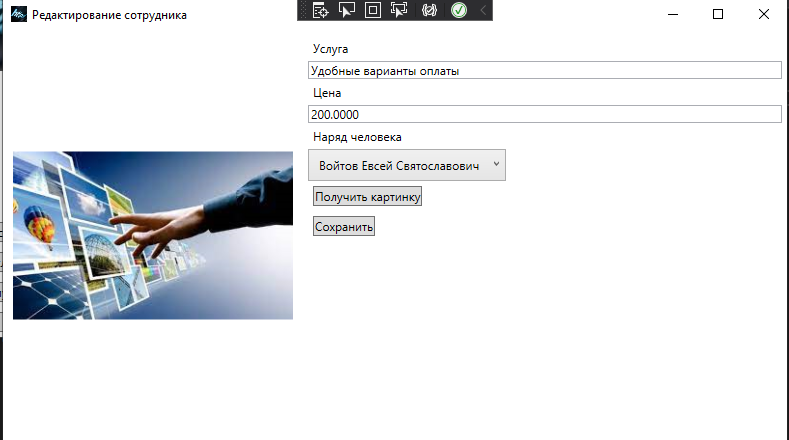 Редактирование сотрудника
Услуга
Удобные варианты оплаты
Цена
200.0000
Наряд человека
Войтов Евсей Святославович
Получить картинку
Сохранить